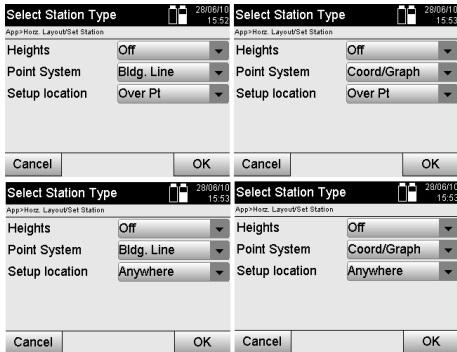 Select Station Type 28/06/10
15:52
App>Horz. Layout/Set Station
Heights Off
Point System Bldg. Line
Setup location Over Pt
Cancel OK
Select Station Type 28/06/10
15:53
App>Horz. Layout/Set Station
Heights Off
Point System Coord/Graph
Setup location Over Pt
Cancel OK
Select Station Type 28/06/10
15:53
App>Horz. Layout/Set Station
Heights Off
Point System Bldg. Line
Setup location Anywhere
Cancel OK
Select Station Type 28/06/10
15:53
App>Horz. Layout/Set Station
Heights Off
Point System Coord/Graph
Setup location Anywhere
Cancel OK